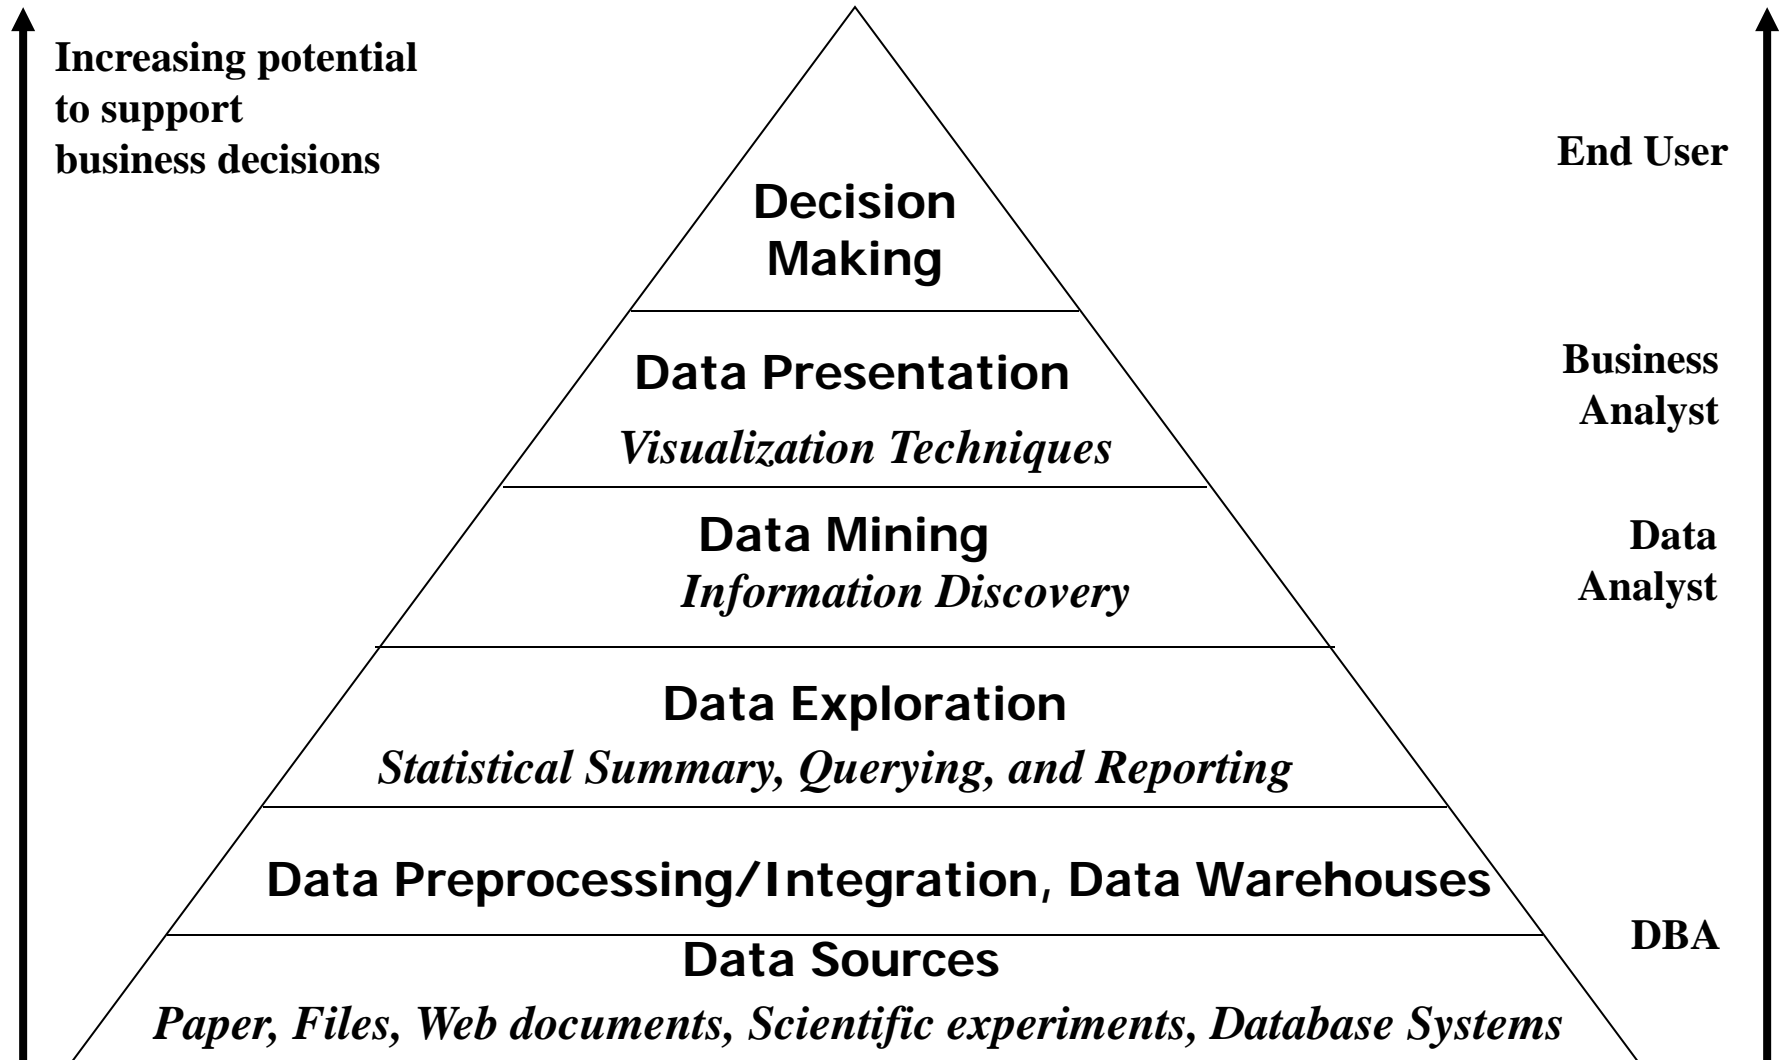 Increasing potential
to support
business decisions
End User
Decision
Making
Data Presentation
Visualization Techniques
Business
Analyst
Data Mining
Information Discovery
Data
Analyst
Data Exploration
Statistical Summary, Querying, and Reporting
Data Preprocessing/Integration, Data Warehouses
DBA
Data Sources
Paper, Files, Web documents, Scientific experiments, Database Systems